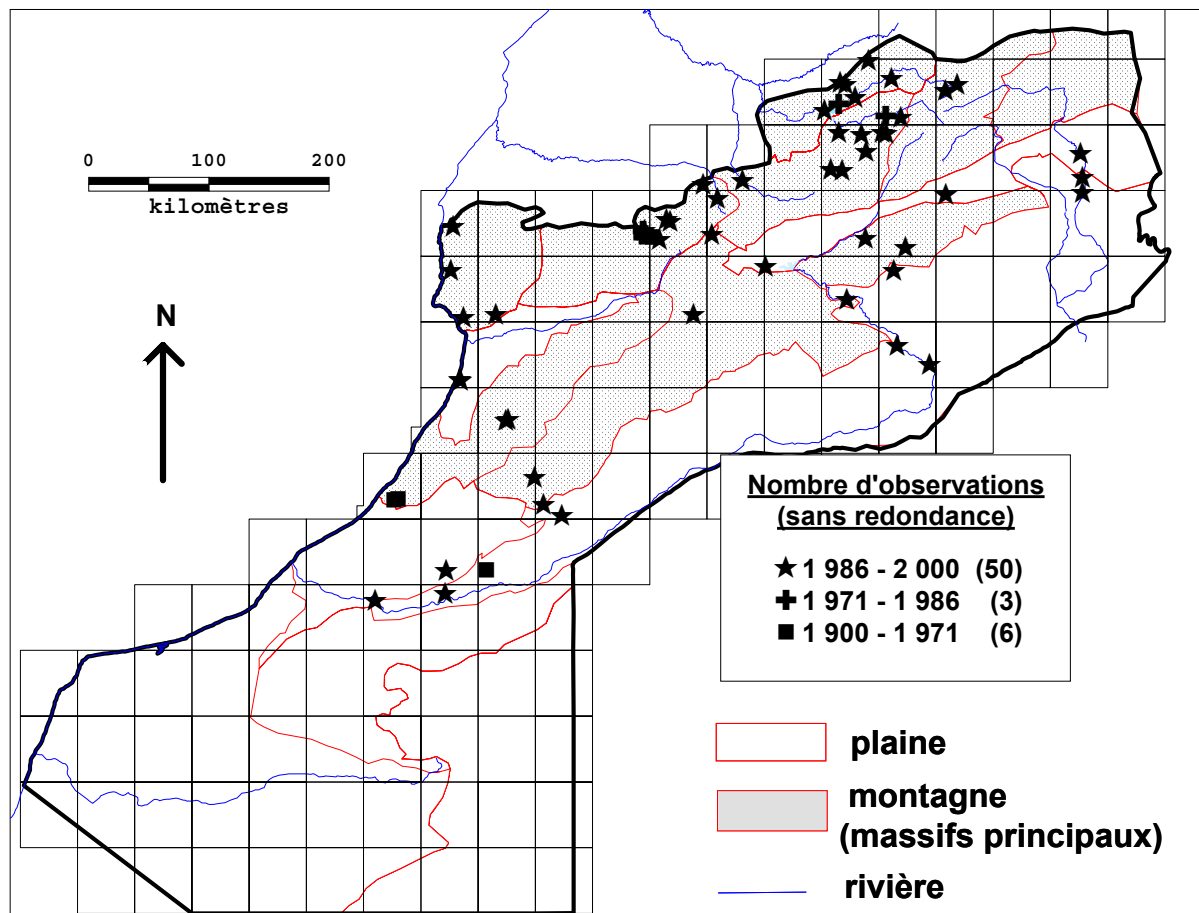 0 100 200
kilomètres
N
Nombre d'observations
(sans redondance)
1 986 - 2 000 (50)
1 971 - 1 986 (3)
1 900 - 1 971 (6)
plaine
montagne
(massifs principaux)
rivière